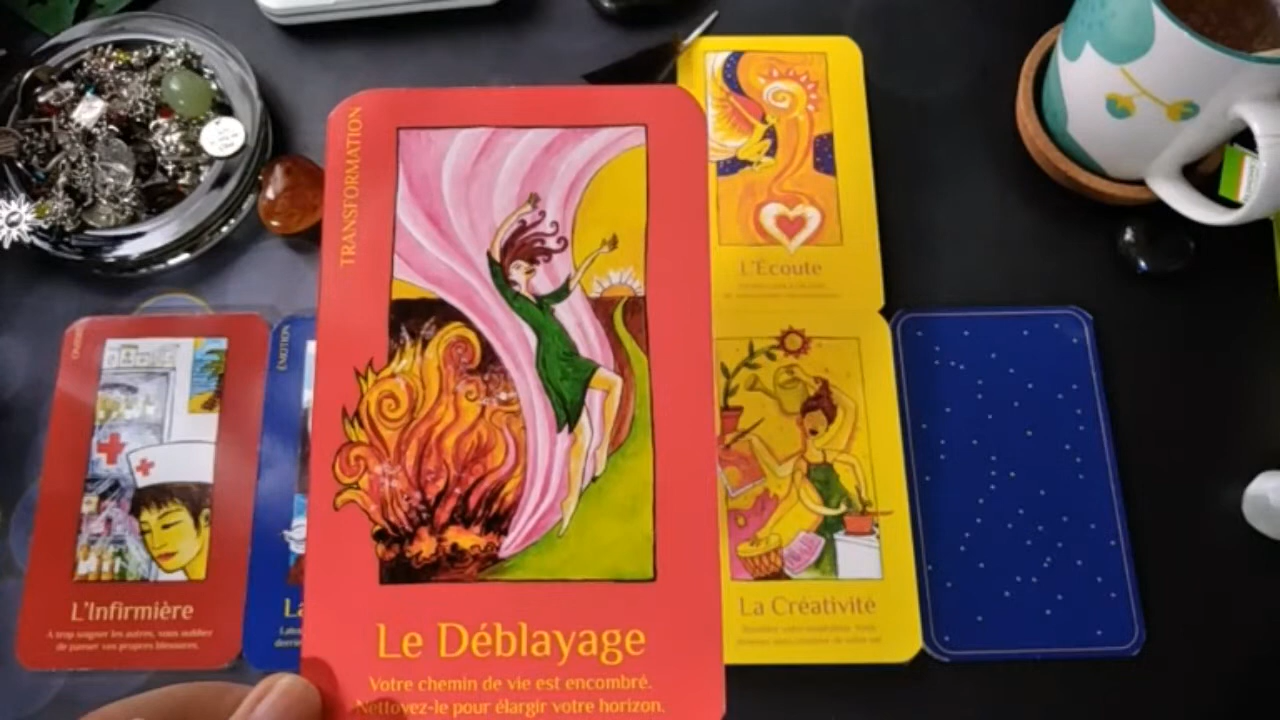 TRANSFORMATION
Le Déblayage
Votre chemin de vie est encombré.
Nettoyez-le pour élargir votre horizon.
L'Écoute
L'Infirmière
A trop soigner les autres, vous oubliez
de panser vos propres blessures.
ÉMOTION
La Créativité